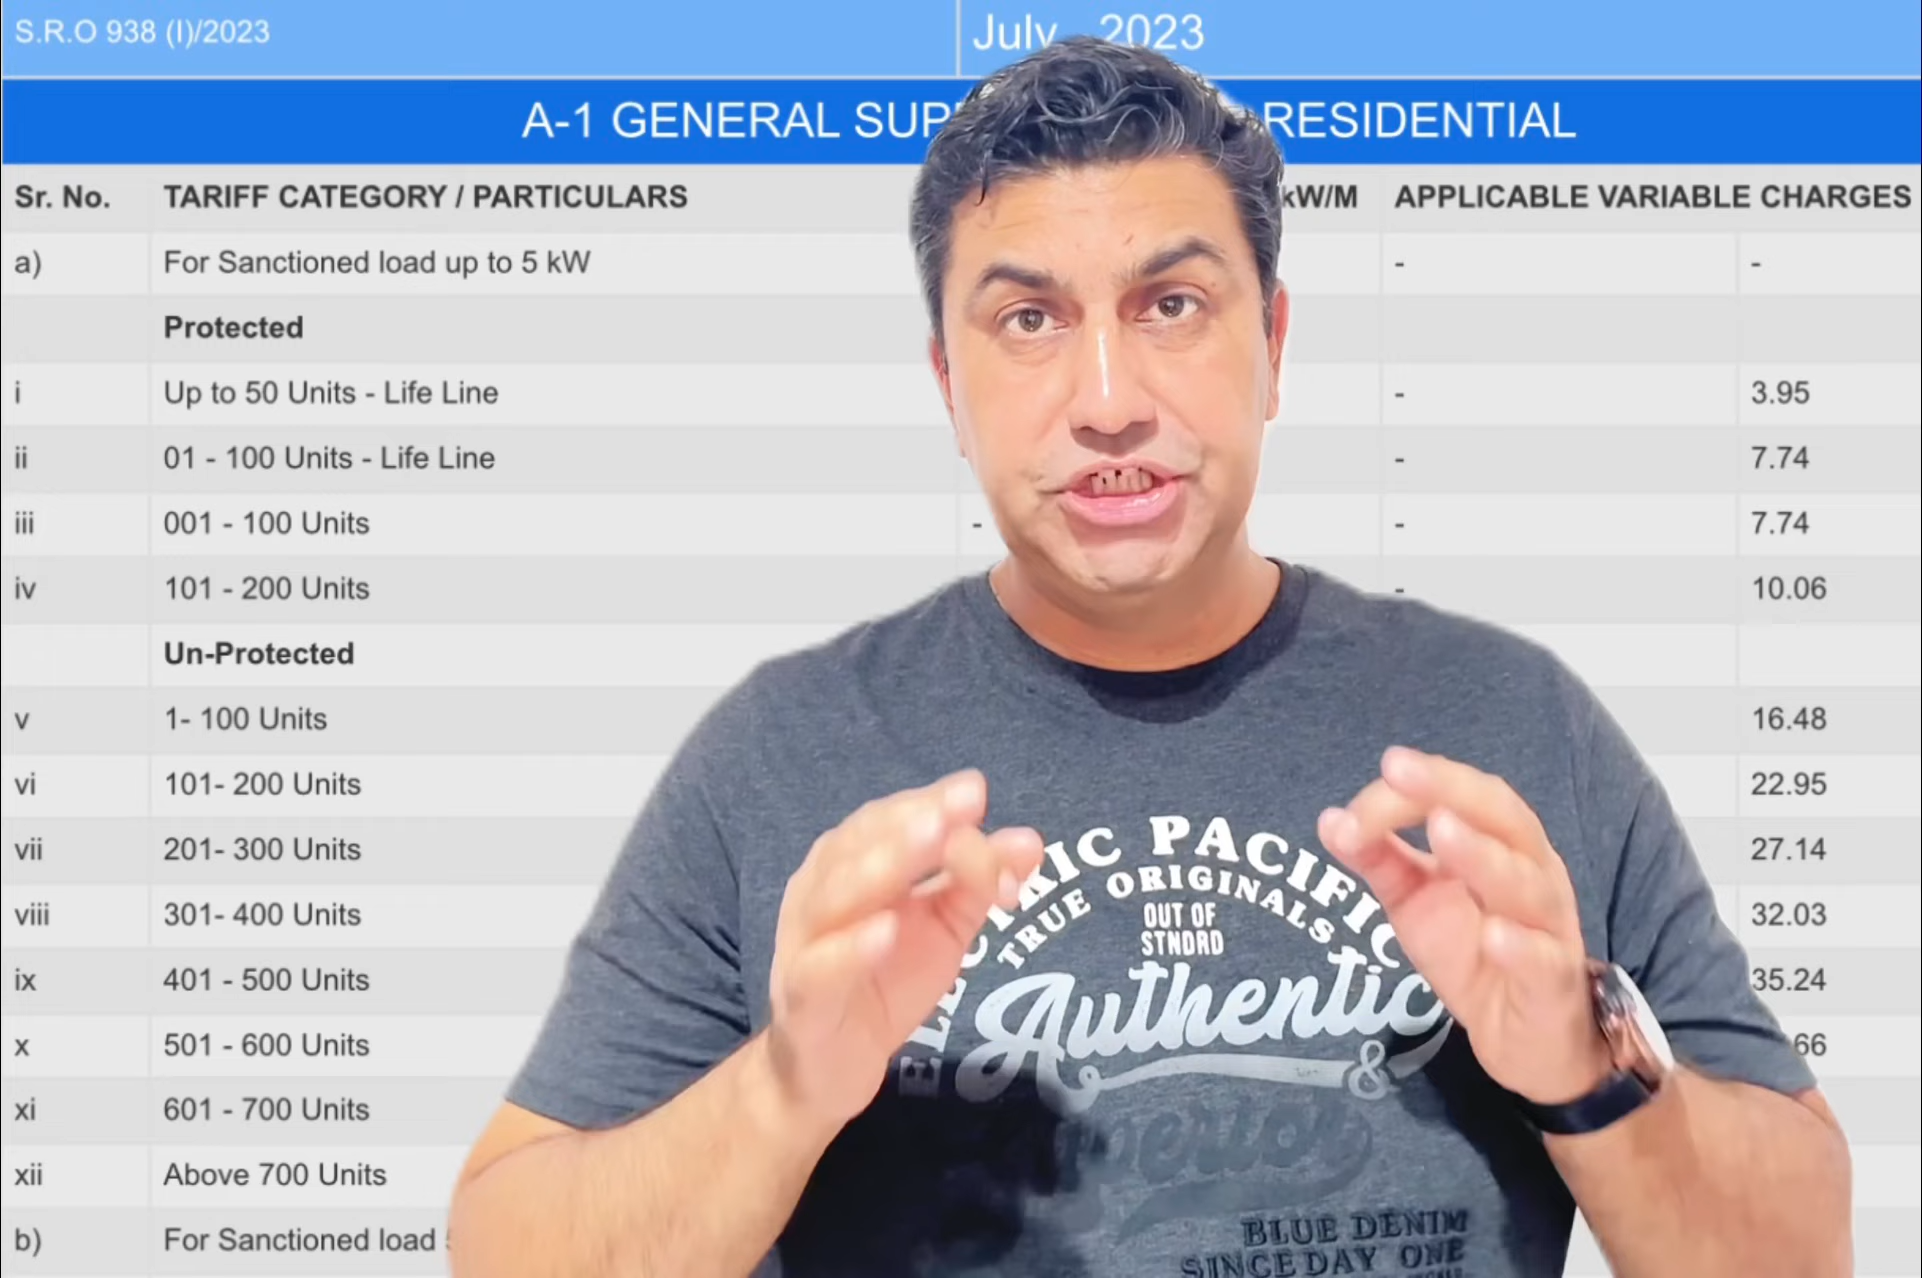 S.R.O 938 (I)/2023 July 2023
A-1 GENERAL RESIDENTIAL
Sr. No. TARIFF CATEGORY / PARTICULARS kW/M APPLICABLE VARIABLE CHARGES
a) For Sanctioned load up to 5 kW - -
Protected
i Up to 50 Units - Life Line - 3.95
ii 01 - 100 Units - Life Line - 7.74
iii 001 - 100 Units - - 7.74
iv 101 - 200 Units - 10.06
Un-Protected
v 1- 100 Units 16.48
vi 101- 200 Units 22.95
vii 201- 300 Units 27.14
viii 301- 400 Units 32.03
ix 401 - 500 Units 35.24
x 501 - 600 Units 66
xi 601 - 700 Units
xii Above 700 Units
b) For Sanctioned load
PACIFIC
TRUE ORIGINALS
OUT OF
STNDRD
Authentic
&
BLUE DENIM
SINCE DAY ONE